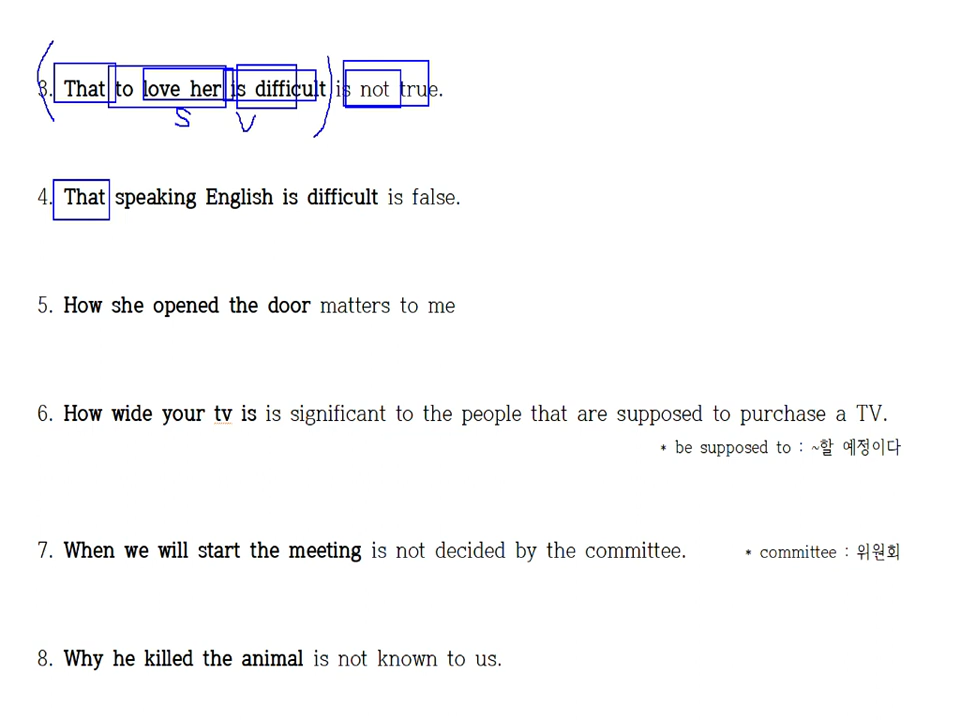 3. That to love her is difficult is not true.
S V
4. That speaking English is difficult is false.
5. How she opened the door matters to me
6. How wide your tv is is significant to the people that are supposed to purchase a TV.
* be supposed to : ~할 예정이다
7. When we will start the meeting is not decided by the committee. * committee : 위원회
8. Why he killed the animal is not known to us.